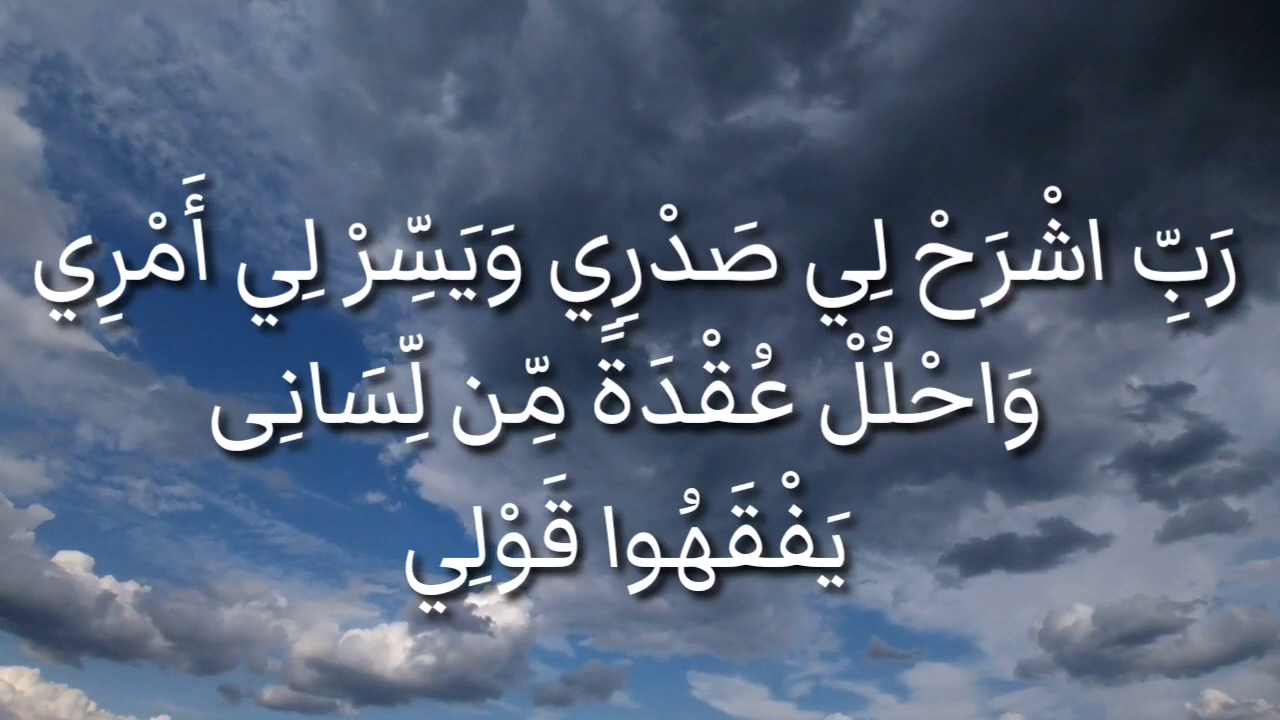 رَبِّ اشْرَحْ لِي صَدْرِي وَيَسِّرْ لِي أَمْرِي
وَاحْلُلْ عُقْدَةً مِّن لِّسَانِى
يَفْقَهُوا قَوْلِي